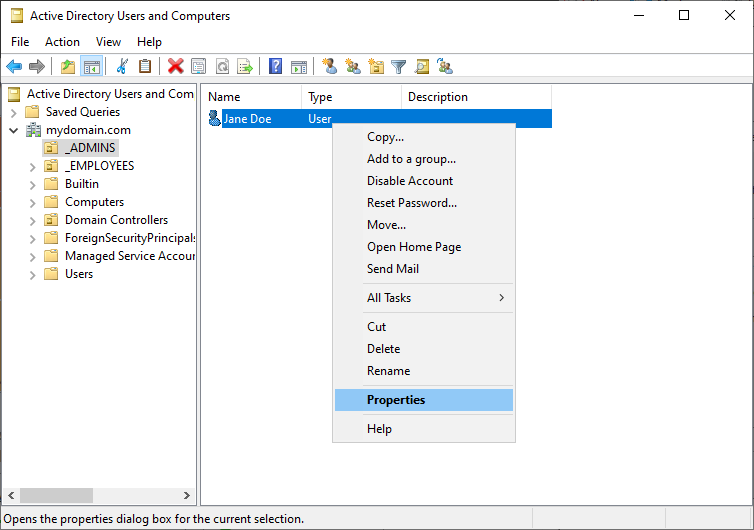 Active Directory Users and Computers
File Action View Help
Active Directory Users and Com
Saved Queries
mydomain.com
_ADMINS
_EMPLOYEES
Builtin
Computers
Domain Controllers
ForeignSecurityPrincipals
Managed Service Accour
Users
Name Type Description
Jane Doe User
Copy...
Add to a group...
Disable Account
Reset Password...
Move...
Open Home Page
Send Mail
All Tasks
Cut
Delete
Rename
Properties
Help
Opens the properties dialog box for the current selection.